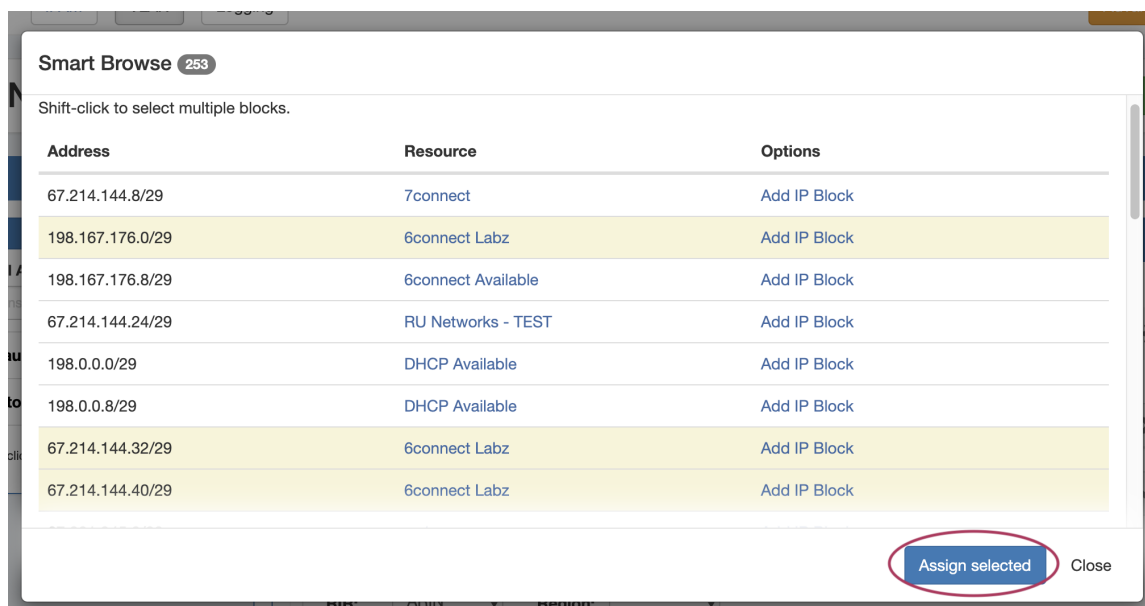 Smart Browse 253
Shift-click to select multiple blocks.
Address Resource Options
67.214.144.8/29 7connect Add IP Block
198.167.176.0/29 6connect Labz Add IP Block
198.167.176.8/29 6connect Available Add IP Block
67.214.144.24/29 RU Networks - TEST Add IP Block
198.0.0.0/29 DHCP Available Add IP Block
198.0.0.8/29 DHCP Available Add IP Block
67.214.144.32/29 6connect Labz Add IP Block
67.214.144.40/29 6connect Labz Add IP Block
Assign selected Close